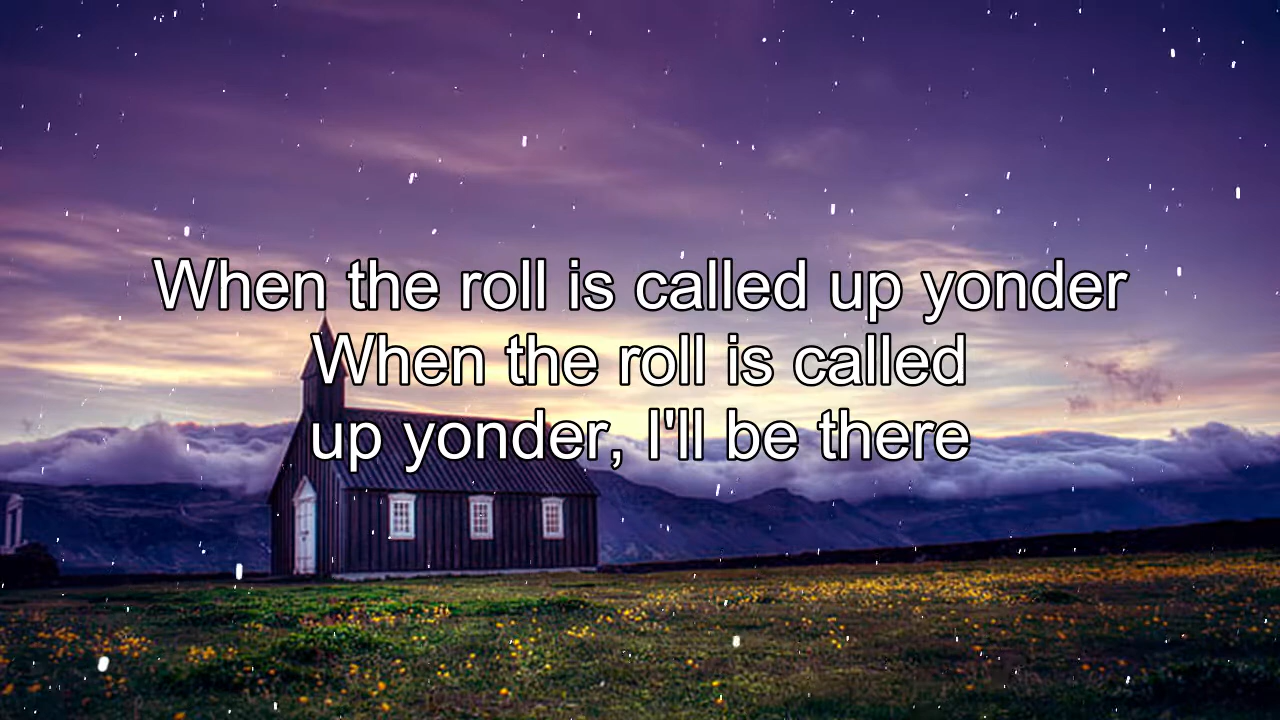 When the roll is called up yonder
When the roll is called
up yonder, I'll be there